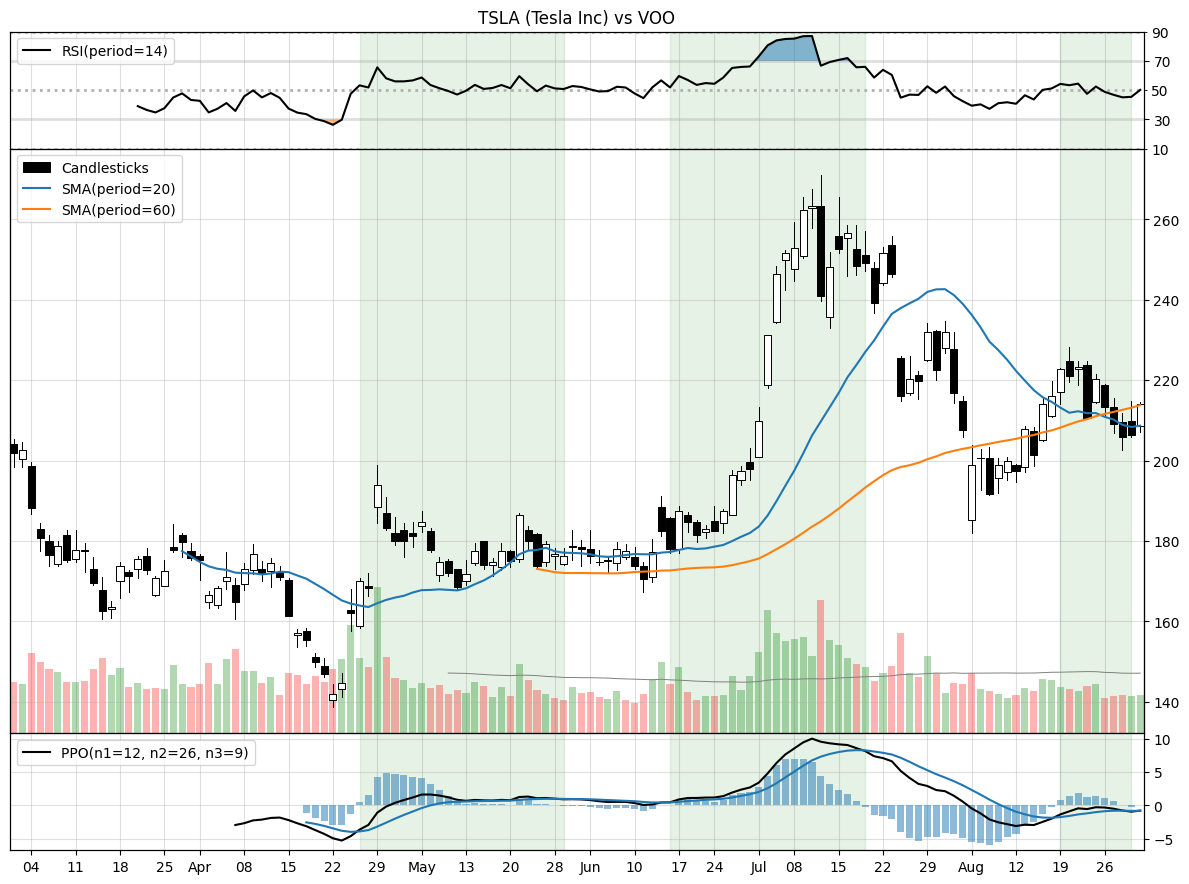 TSLA (Tesla Inc) vs VOO
RSI(period=14)
90
70
50
30
10
Candlesticks
SMA(period=20)
SMA(period=60)
260
240
220
200
180
160
140
PPO(n1=12, n2=26, n3=9)
10
5
0
−5
04 11 18 25 Apr 08 15 22 29 May 13 20 28 Jun 10 17 24 Jul 08 15 22 29 Aug 12 19 26